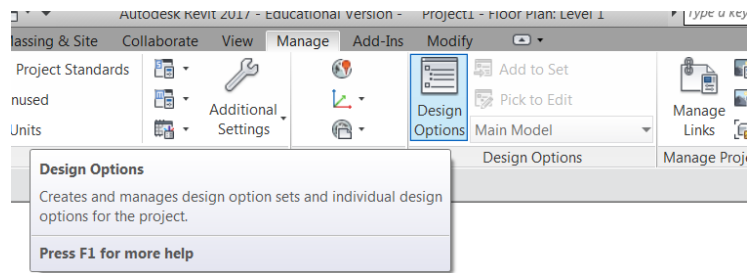 Autodesk Revit 2017 - Educational Version - Project1 - Floor Plan: Level 1 Type a key
Massing & Site Collaborate View Manage Add-Ins Modify
Project Standards Add to Set
Additional Settings
Design Options
Pick to Edit
Manage Links
Units Main Model
Design Options Manage
Design Options
Creates and manages design option sets and individual design
options for the project.
Press F1 for more help